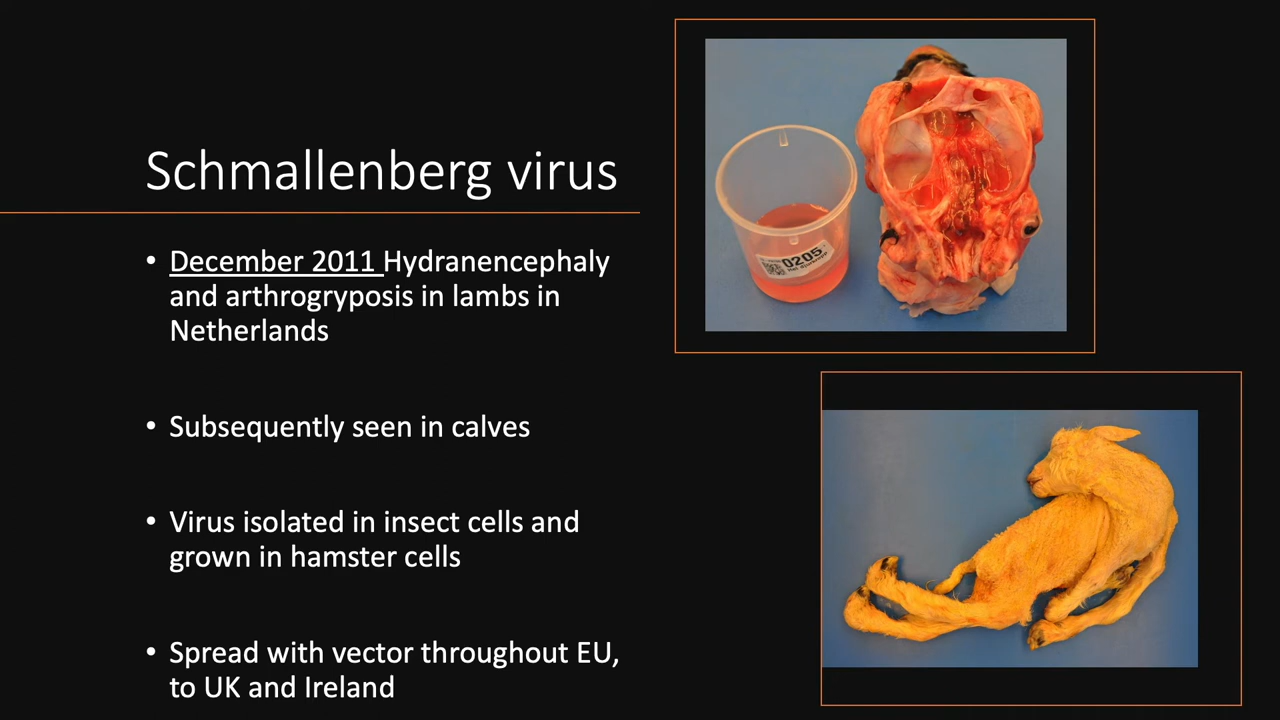 Schmallenberg virus
• December 2011 Hydranencephaly
and arthrogryposis in lambs in
Netherlands
• Subsequently seen in calves
• Virus isolated in insect cells and
grown in hamster cells
• Spread with vector throughout EU,
to UK and Ireland
0205